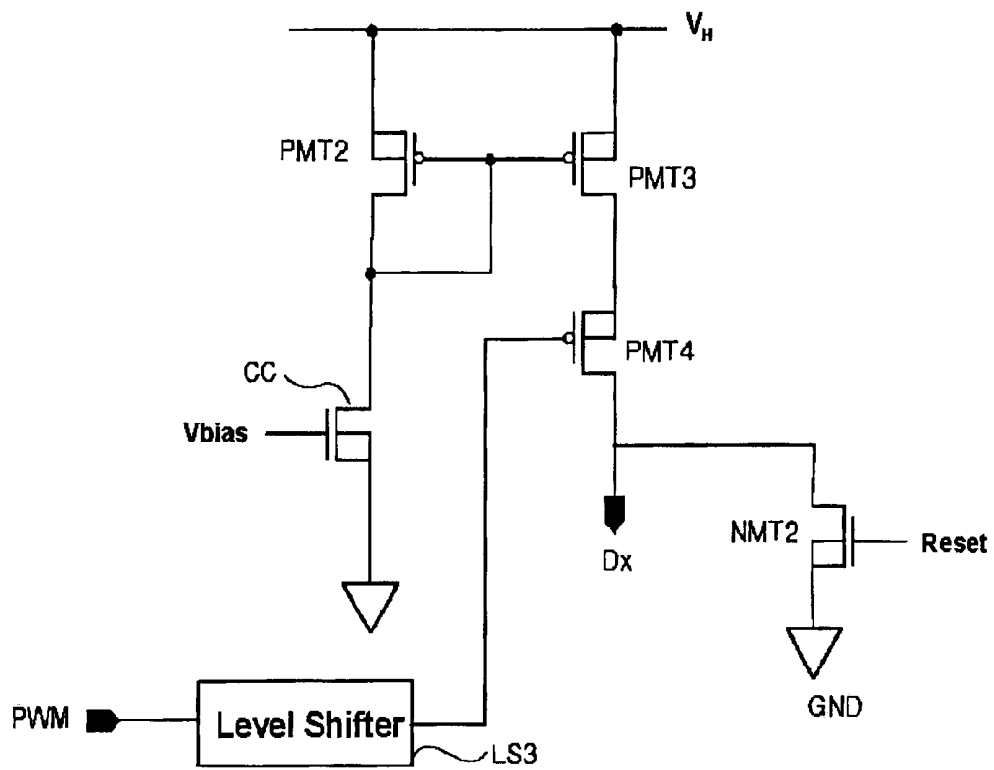 VH
PMT2
PMT3
PMT4
CC
Vbias
Dx
NMT2
Reset
GND
PWM
Level Shifter
LS3